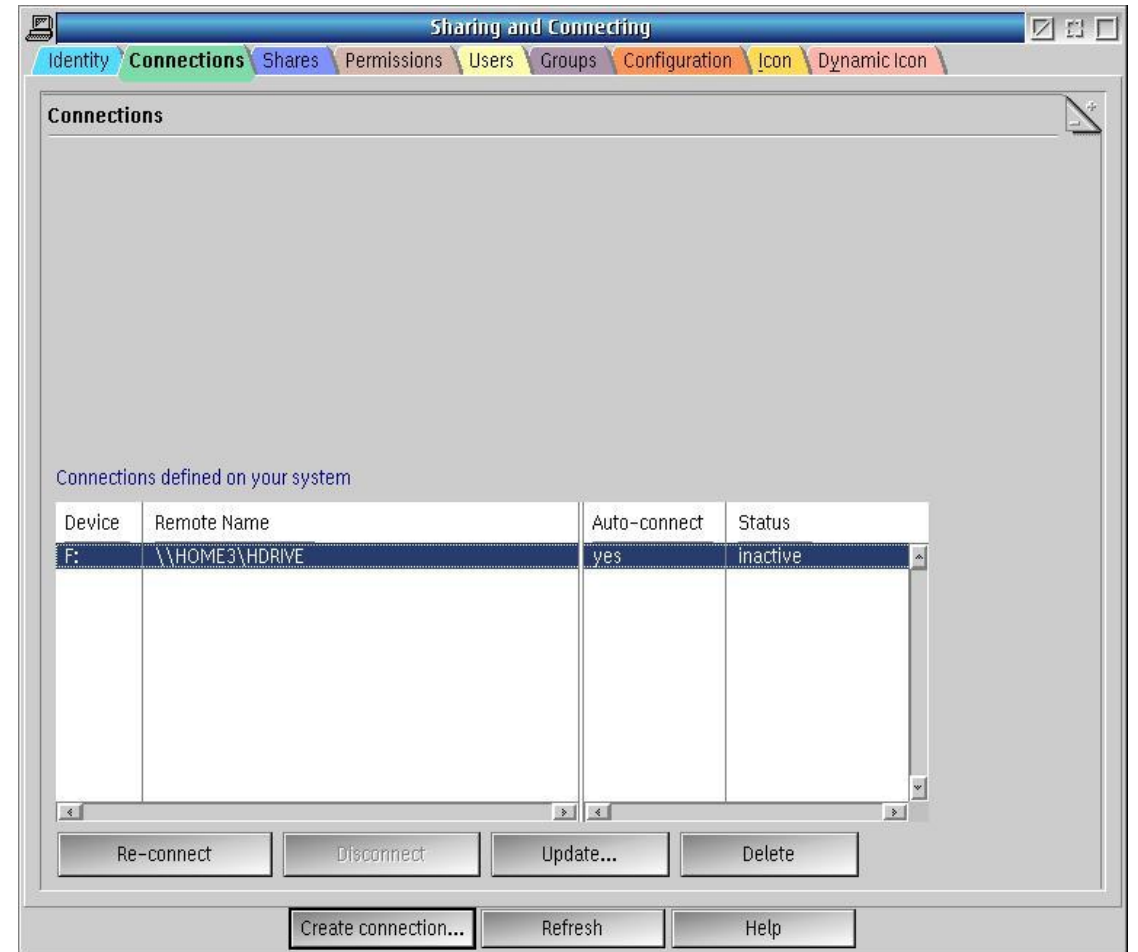 Sharing and Connecting
Identity Connections Shares Permissions Users Groups Configuration Icon Dynamic Icon
Connections
Connections defined on your system
Device Remote Name Auto-connect Status
F: \\HOME3\HDRIVE yes inactive
Re-connect Disconnect Update... Delete
Create connection... Refresh Help